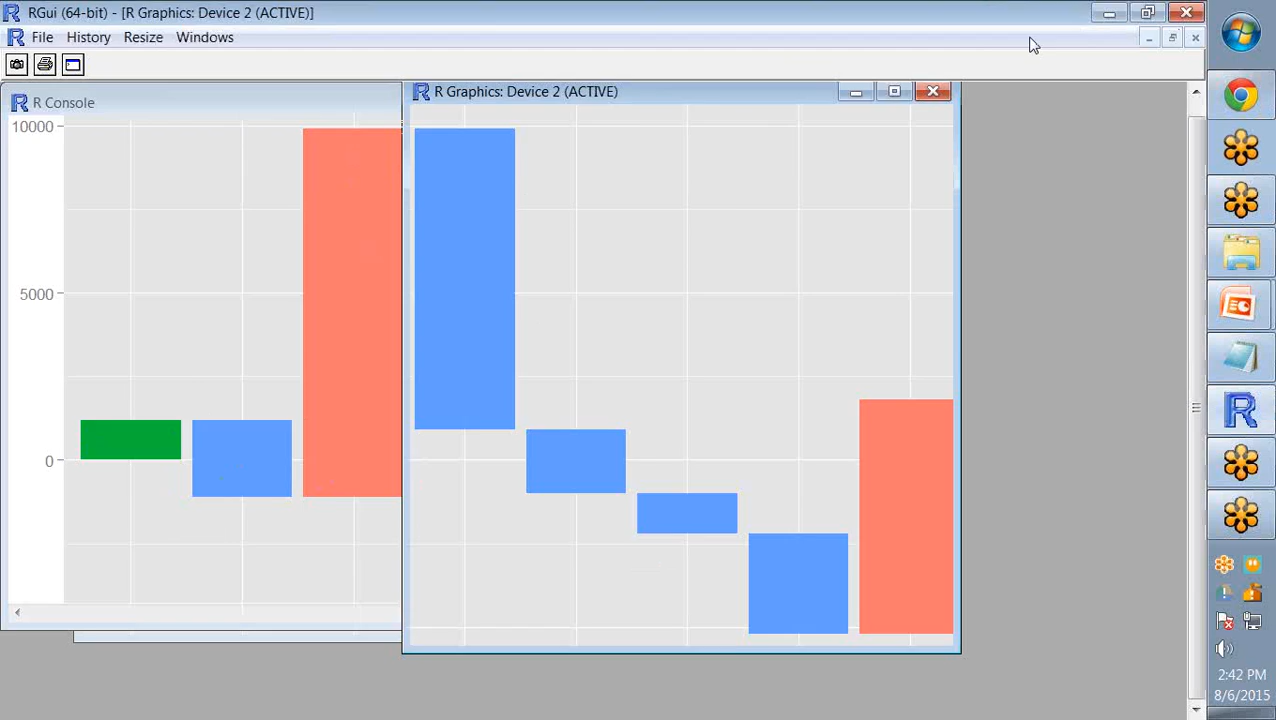 RGui (64-bit) - [R Graphics: Device 2 (ACTIVE)]
File History Resize Windows
R Console
R Graphics: Device 2 (ACTIVE)
10000
5000
0
2:42 PM
8/6/2015